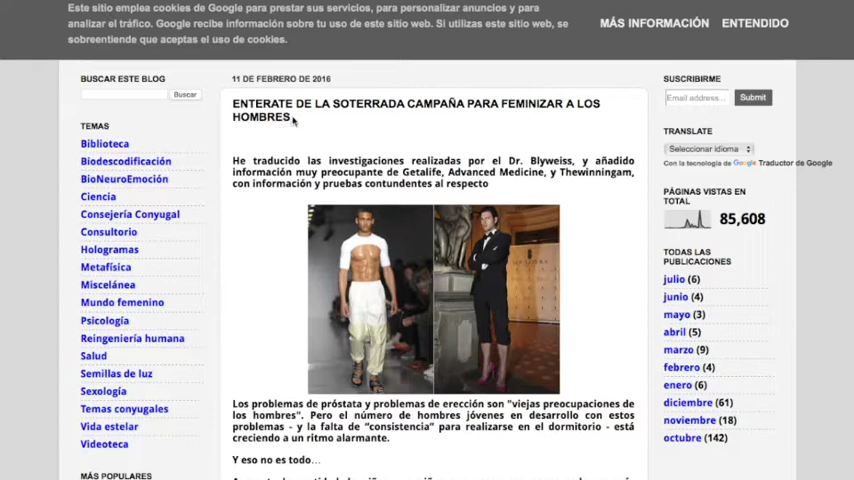 Este sitio emplea cookies de Google para prestar sus servicios, para personalizar anuncios y para
analizar el tráfico. Google recibe información sobre tu uso de este sitio web. Si utilizas este sitio web, se
sobreentiende que aceptas el uso de cookies.
MÁS INFORMACIÓN ENTENDIDO
BUSCAR ESTE BLOG
Buscar
TEMAS
Biblioteca
Biodescodificación
BioNeuroEmoción
Ciencia
Consejería Conyugal
Consultorio
Hologramas
Metafísica
Miscelánea
Mundo femenino
Psicología
Reingeniería humana
Salud
Semillas de luz
Sexología
Temas conyugales
Vida estelar
Videoteca
MÁS POPULARES
11 DE FEBRERO DE 2016
ENTERATE DE LA SOTERRADA CAMPAÑA PARA FEMINIZAR A LOS
HOMBRES
He traducido las investigaciones realizadas por el Dr. Blyweiss, y añadido
información muy preocupante de Getalife, Advanced Medicine, y Thewinningam,
con información y pruebas contundentes al respecto
Los problemas de próstata y problemas de erección son "viejas preocupaciones de
los hombres". Pero el número de hombres jóvenes en desarrollo con estos
problemas - y la falta de “consistencia” para realizarse en el dormitorio - está
creciendo a un ritmo alarmante.
Y eso no es todo…
SUSCRIBIRME
Email address...
Submit
TRANSLATE
Seleccionar idioma
Con la tecnología de Google Traductor de Google
PÁGINAS VISTAS EN
TOTAL
85,608
TODAS LAS
PUBLICACIONES
julio (6)
junio (4)
mayo (3)
abril (5)
marzo (9)
febrero (4)
enero (6)
diciembre (61)
noviembre (18)
octubre (142)